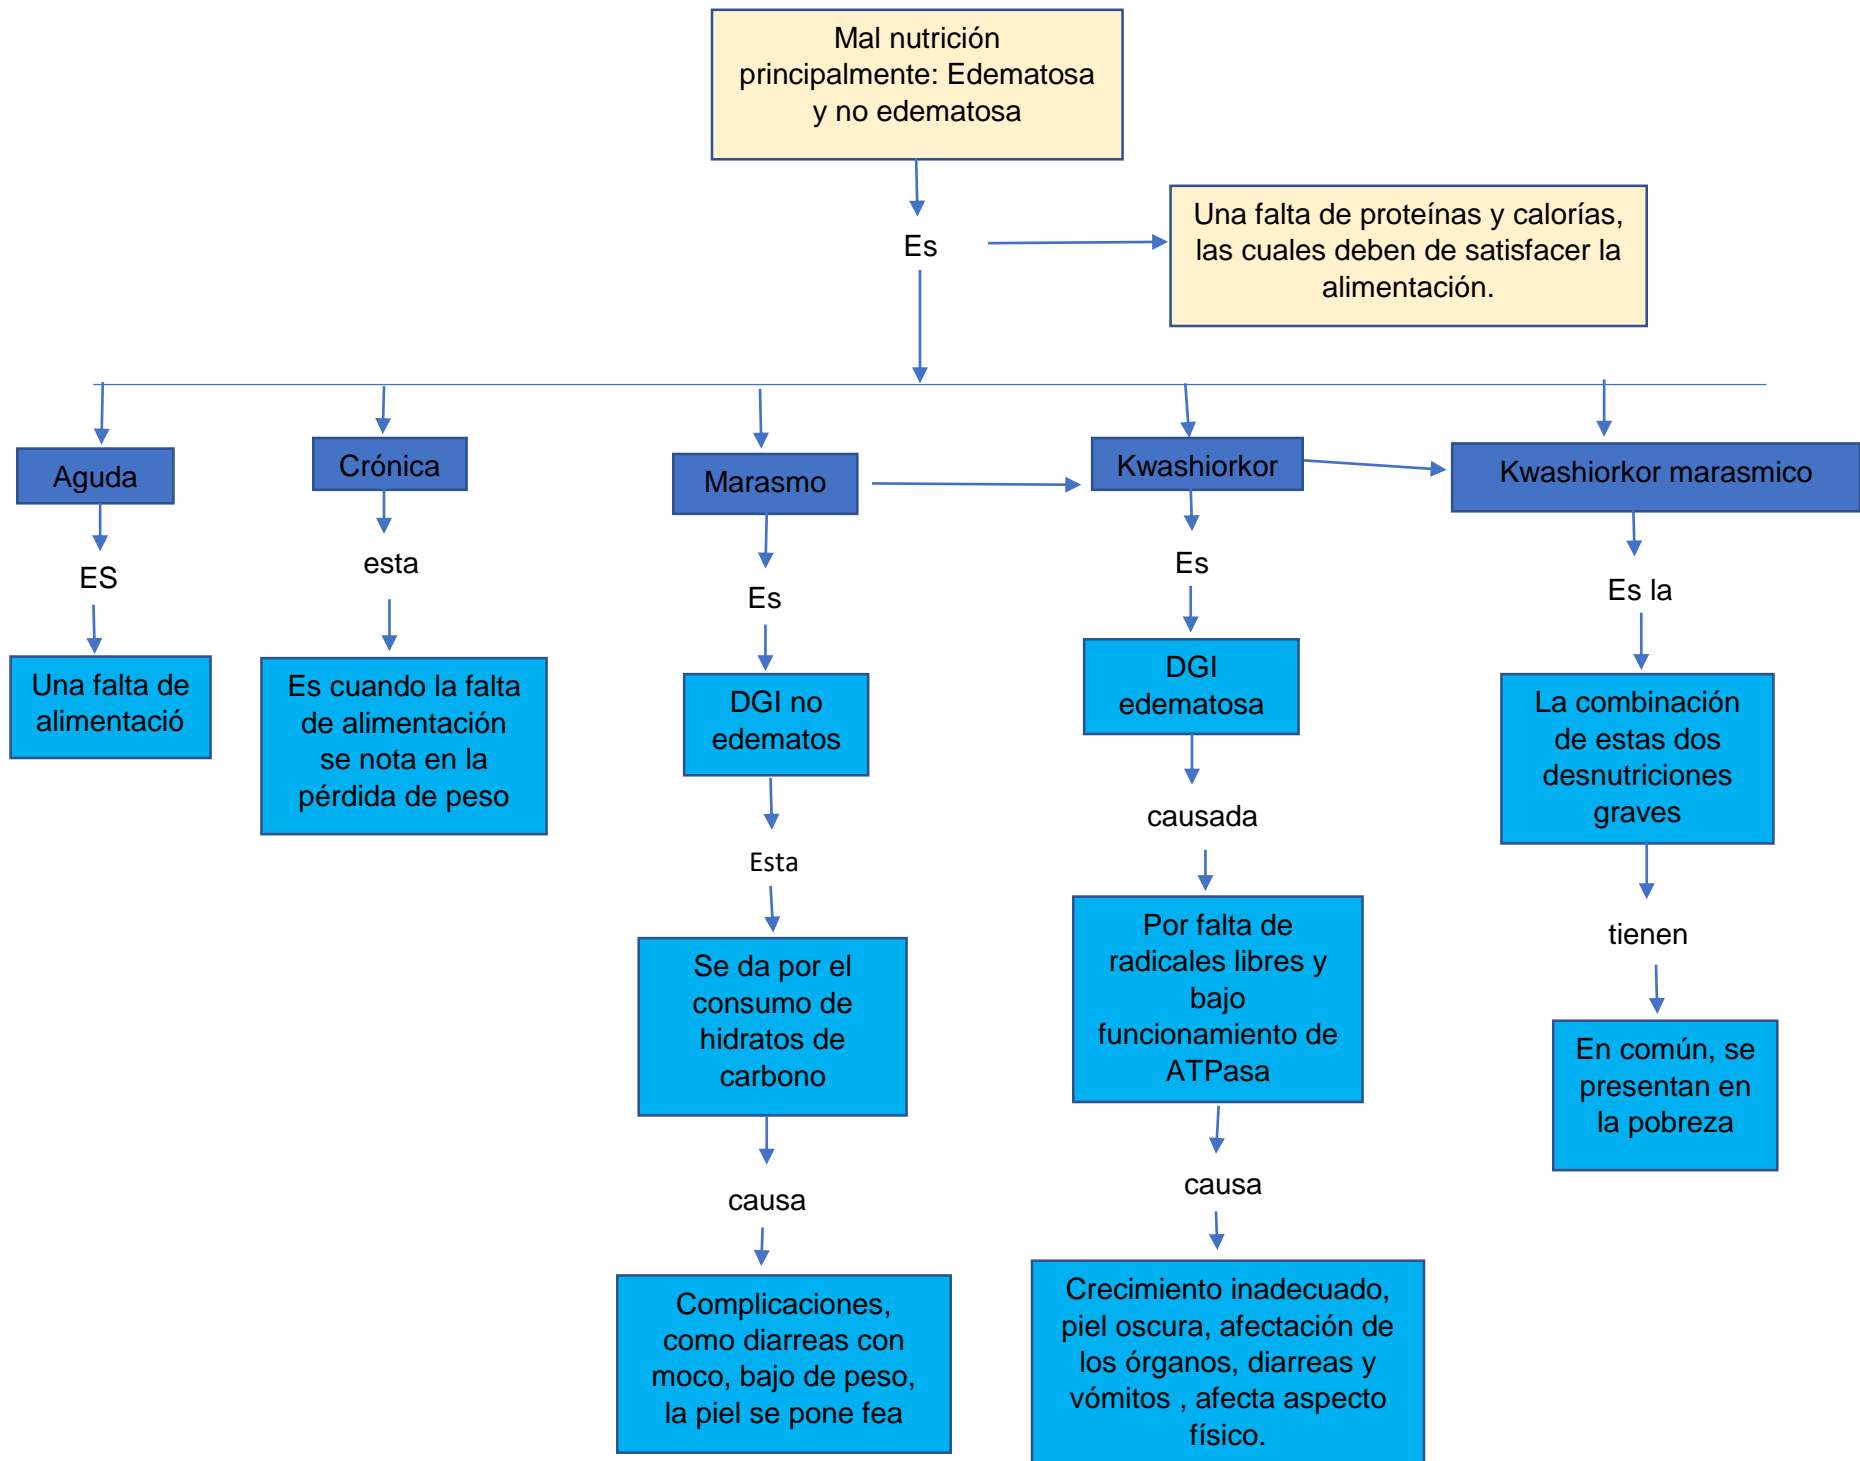 Mal nutrición
principalmente: Edematosa
y no edematosa
Es
Una falta de proteínas y calorías,
las cuales deben de satisfacer la
alimentación.
Aguda
ES
Una falta de
alimentació
Crónica
esta
Es cuando la falta
de alimentación
se nota en la
pérdida de peso
Marasmo
Es
DGI no
edematos
Esta
Se da por el
consumo de
hidratos de
carbono
causa
Complicaciones,
como diarreas con
moco, bajo de peso,
la piel se pone fea
Kwashiorkor
Es
DGI
edematosa
causada
Por falta de
radicales libres y
bajo
funcionamiento de
ATPasa
causa
Crecimiento inadecuado,
piel oscura, afectación de
los órganos, diarreas y
vómitos , afecta aspecto
físico.
Kwashiorkor marasmico
Es la
La combinación
de estas dos
desnutriciones
graves
tienen
En común, se
presentan en
la pobreza